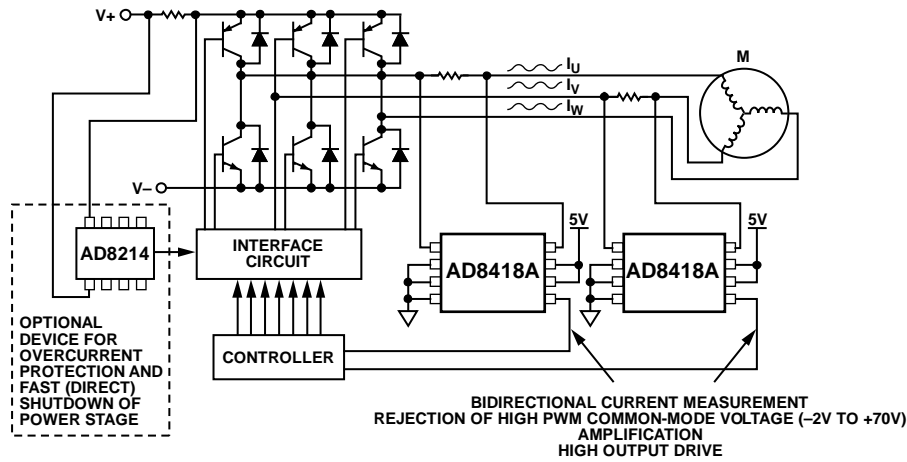 V+
M
IU
IV
IW
V–
5V
5V
AD8214
INTERFACE
CIRCUIT
AD8418A
AD8418A
OPTIONAL
DEVICE FOR
OVERCURRENT
PROTECTION AND
FAST (DIRECT)
SHUTDOWN OF
POWER STAGE
CONTROLLER
BIDIRECTIONAL CURRENT MEASUREMENT
REJECTION OF HIGH PWM COMMON-MODE VOLTAGE (–2V TO +70V)
AMPLIFICATION
HIGH OUTPUT DRIVE